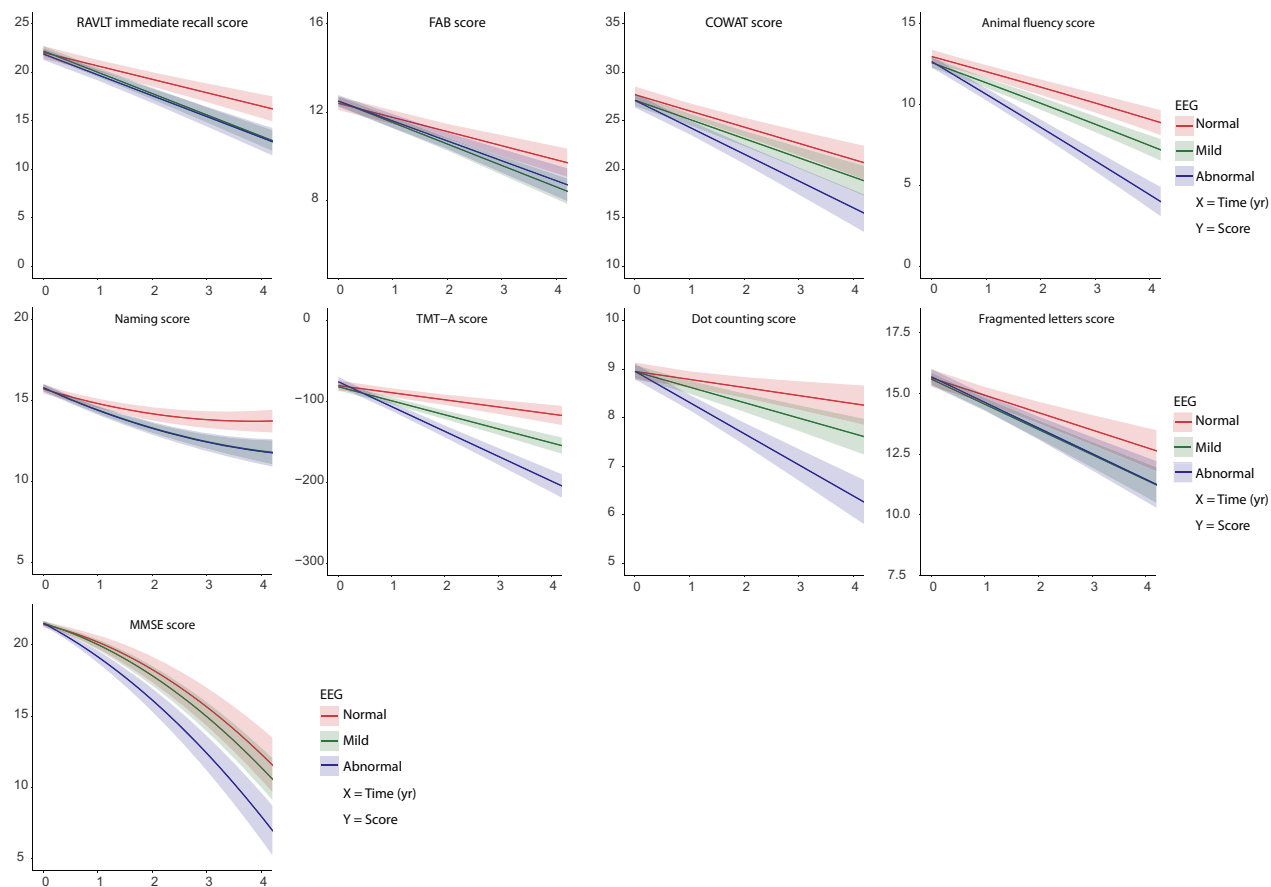 RAVLT immediate recall score
25
20
15
10
5
0
0 1 2 3 4
FAB score
16
12
8
0 1 2 3 4
COWAT score
35
30
25
20
15
10
0 1 2 3 4
Animal fluency score
15
10
5
0
0 1 2 3 4
EEG
Normal
Mild
Abnormal
X = Time (yr)
Y = Score
Naming score
20
15
10
5
0 1 2 3 4
TMT−A score
0
−100
−200
−300
0 1 2 3 4
Dot counting score
10
9
8
7
6
5
0 1 2 3 4
Fragmented letters score
17.5
15.0
12.5
10.0
7.5
0 1 2 3 4
EEG
Normal
Mild
Abnormal
X = Time (yr)
Y = Score
MMSE score
20
15
10
5
0 1 2 3 4
EEG
Normal
Mild
Abnormal
X = Time (yr)
Y = Score